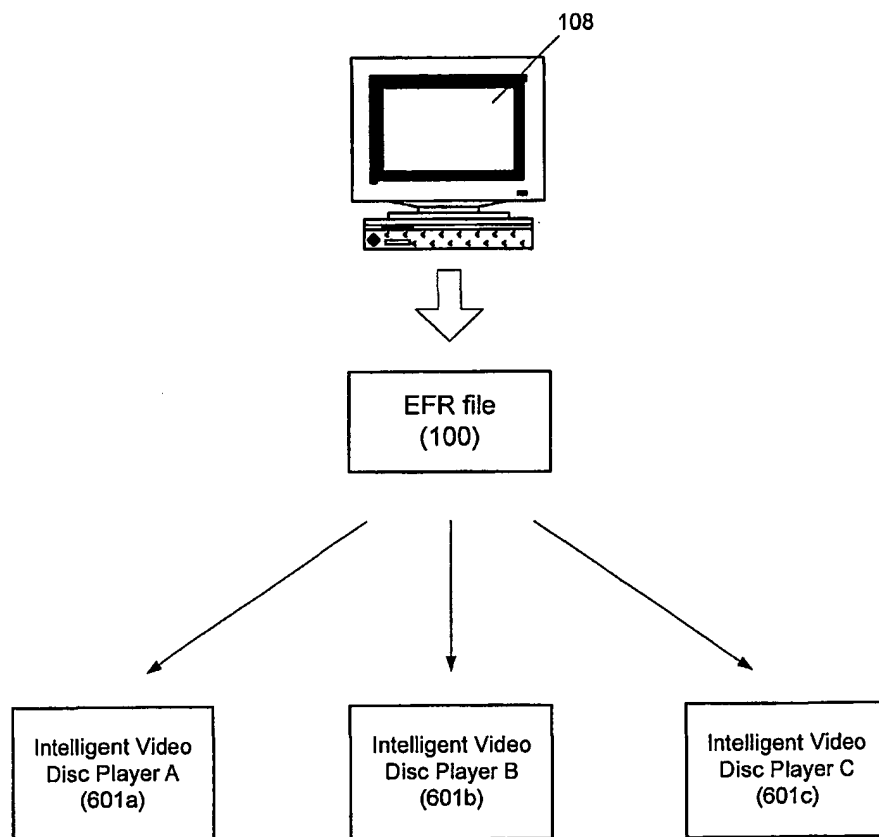 108
EFR file
(100)
Intelligent Video
Disc Player A
(601a)
Intelligent Video
Disc Player B
(601b)
Intelligent Video
Disc Player C
(601c)